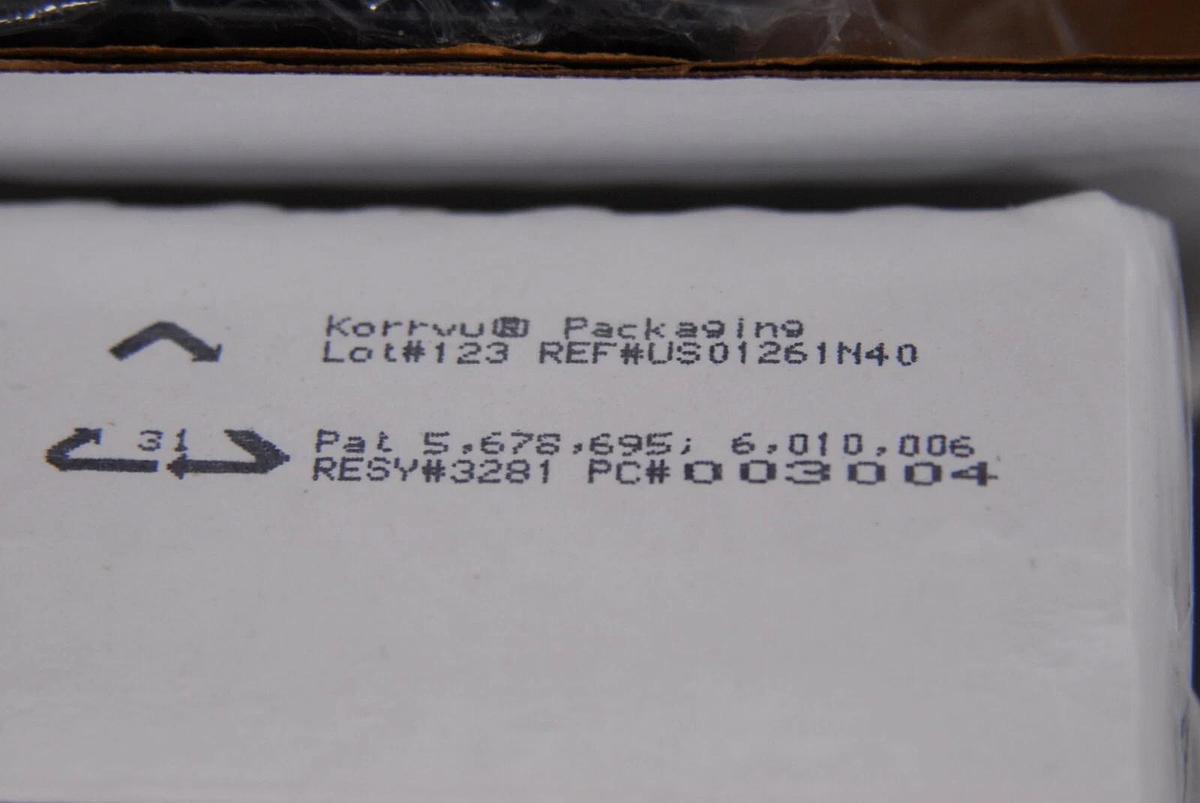 Korrvu® Packaging
Lot#123 REF#US01261N40
31
Pat 5,678,695; 6,010,006
RESY#3281 PC#003004